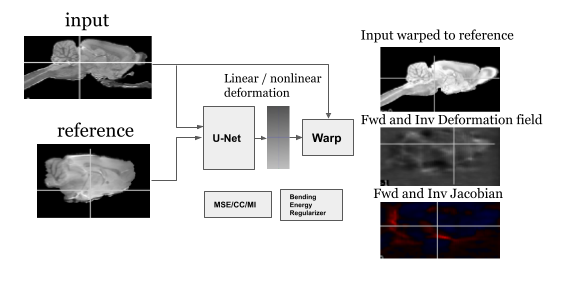 input
Input warped to reference
Linear / nonlinear
deformation
Fwd and Inv Deformation field
reference
U-Net
Warp
Fwd and Inv Jacobian
MSE/CC/MI
Bending
Energy
Regularizer